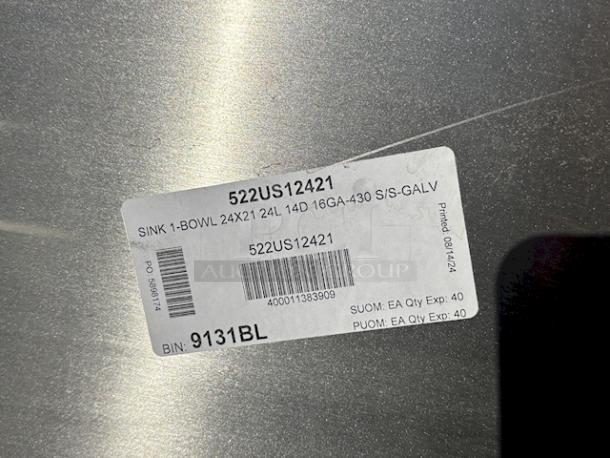 522US12421
SINK 1-BOWL 24X21 24L 14D 16GA-430 S/S-GALV
522US12421
400011383909
PO 5898174
Printed: 08/14/24
SUOM: EA Qty Exp: 40
PUOM: EA Qty Exp: 40
BIN: 9131BL